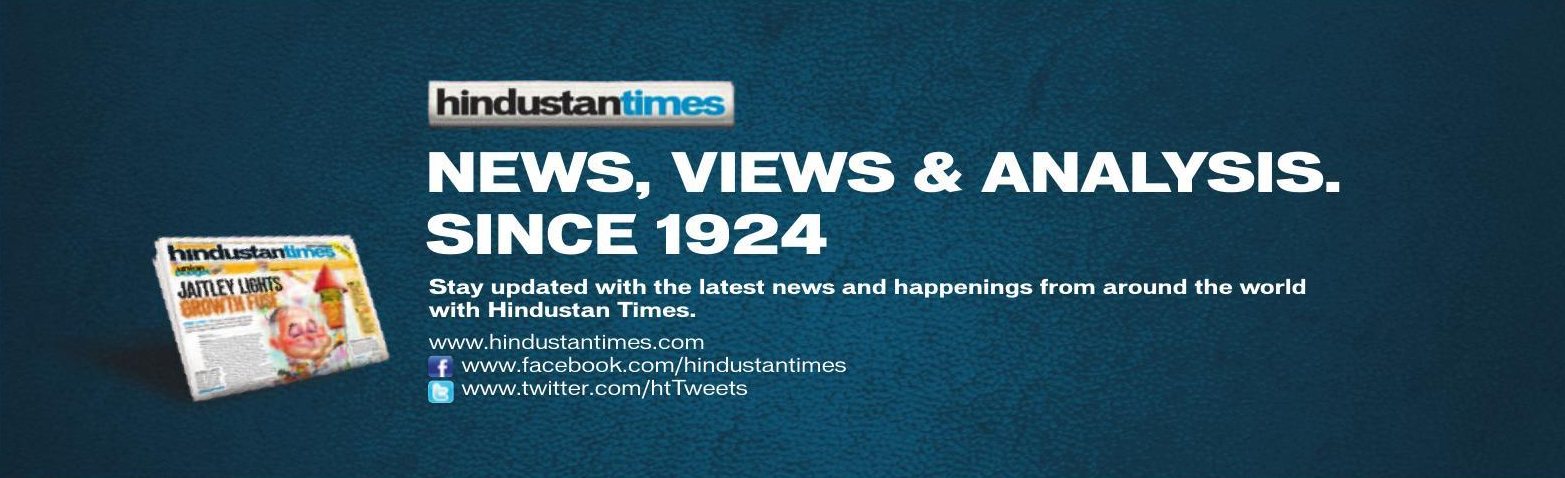 hindustantimes
NEWS, VIEWS & ANALYSIS.
SINCE 1924
Stay updated with the latest news and happenings from around the world
with Hindustan Times.
www.hindustantimes.com
f www.facebook.com/hindustantimes
t www.twitter.com/htTweets
hindustantimes
JAITLEY LIGHTS
GROWTH FUSE